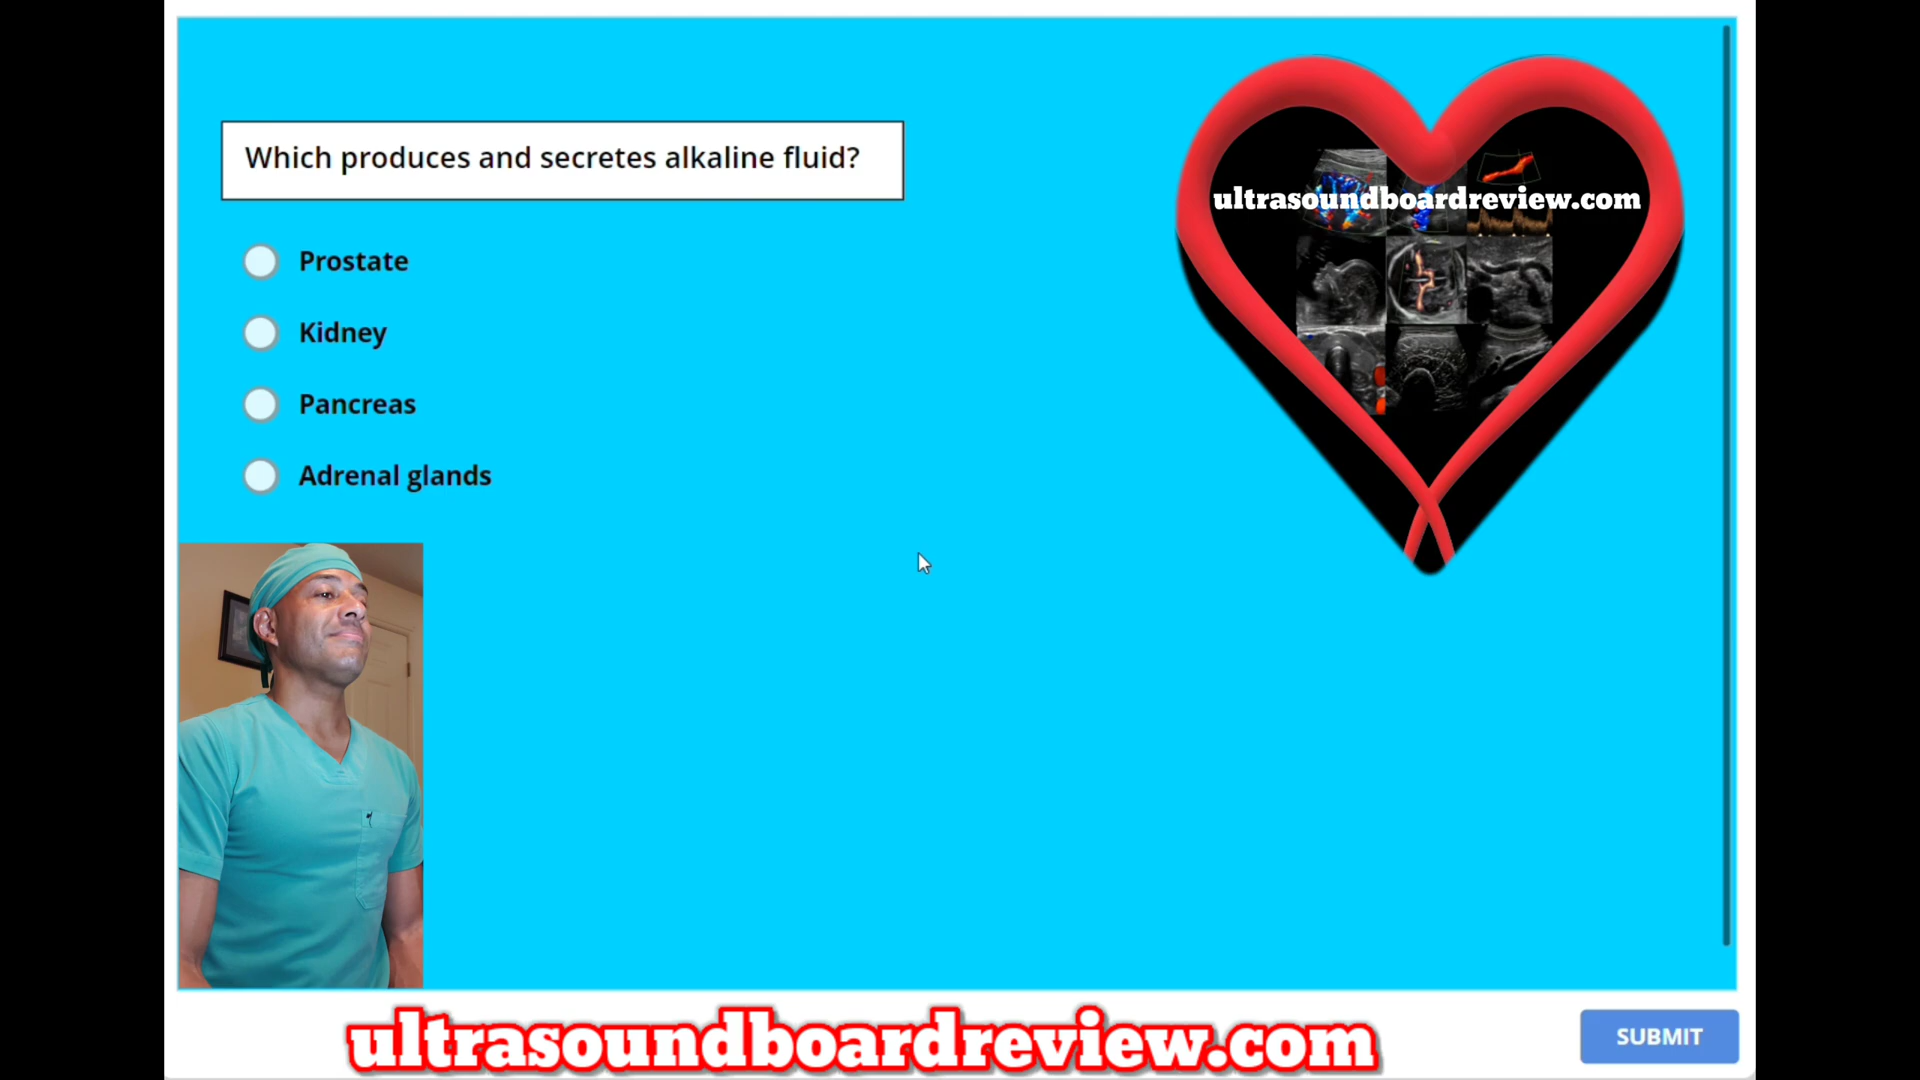 Which produces and secretes alkaline fluid?
ultrasoundboardreview.com
Prostate
Kidney
Pancreas
Adrenal glands
ultrasoundboardreview.com
SUBMIT